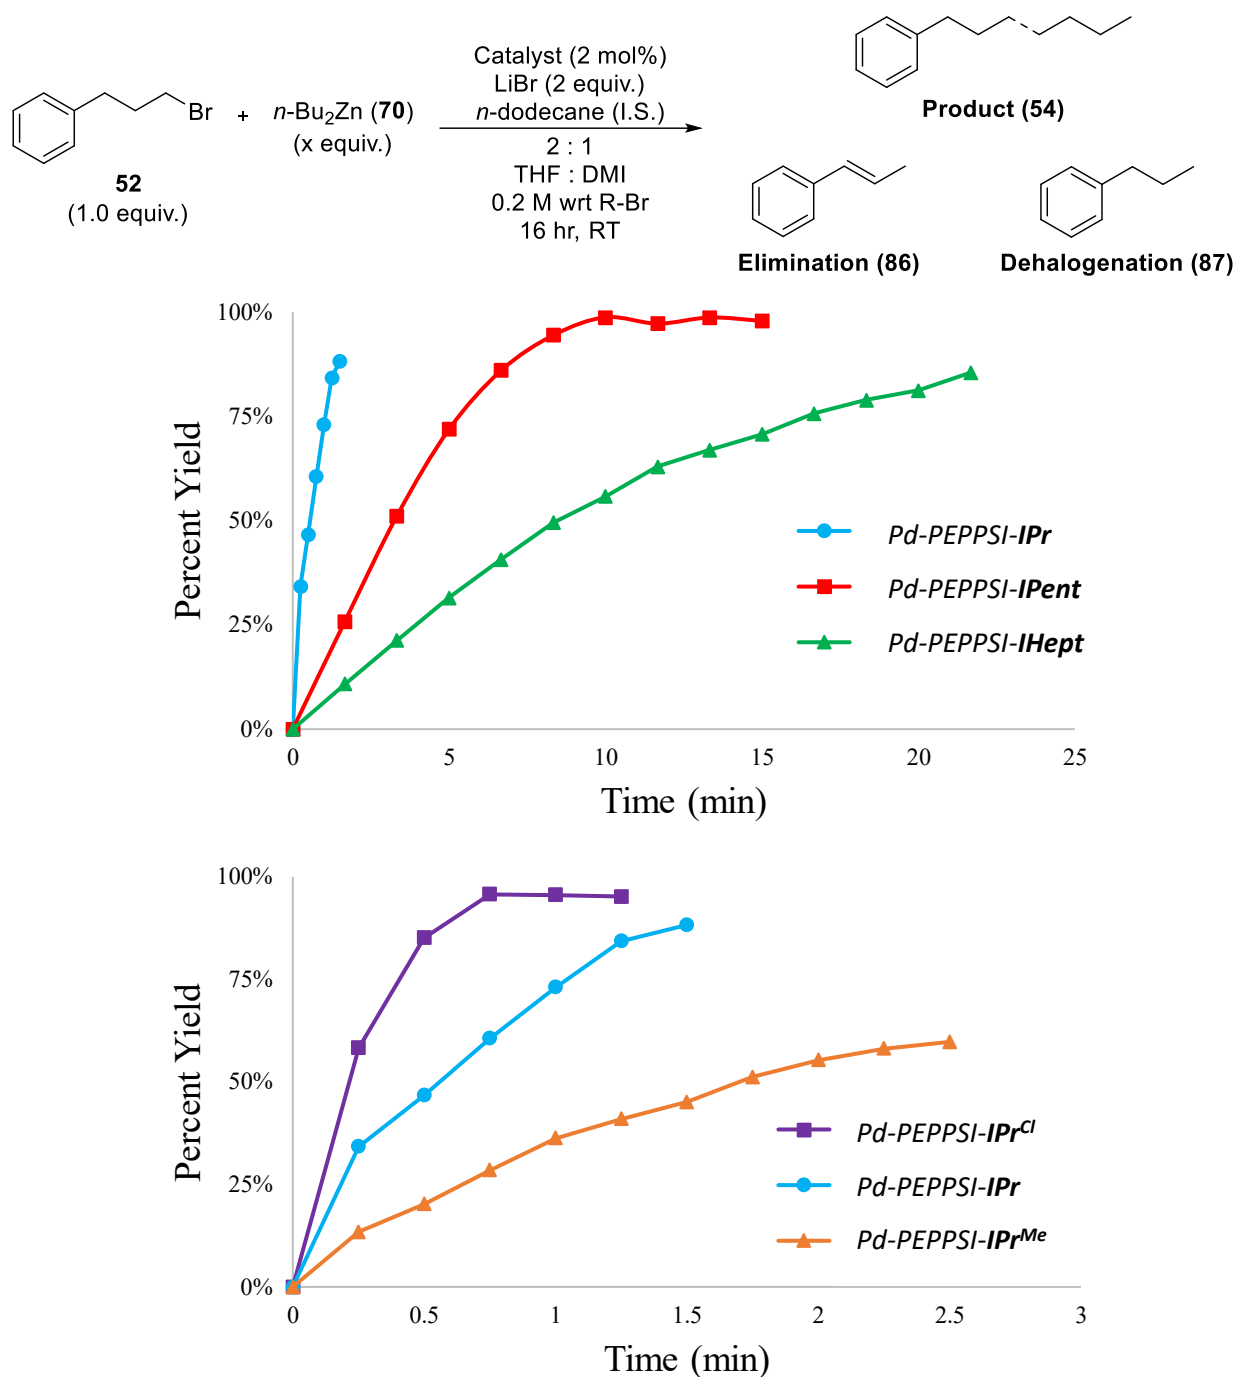 Br
+
n-Bu2Zn (70)
(x equiv.)
52
(1.0 equiv.)
Catalyst (2 mol%)
LiBr (2 equiv.)
n-dodecane (I.S.)
2 : 1
THF : DMI
0.2 M wrt R-Br
16 hr, RT
Product (54)
Elimination (86)
Dehalogenation (87)
100%
75%
50%
25%
0%
Percent Yield
0 5 10 15 20 25
Time (min)
Pd-PEPPSI-IPr
Pd-PEPPSI-IPent
Pd-PEPPSI-IHept
100%
75%
50%
25%
0%
Percent Yield
0 0.5 1 1.5 2 2.5 3
Time (min)
Pd-PEPPSI-IPrCl
Pd-PEPPSI-IPr
Pd-PEPPSI-IPrMe